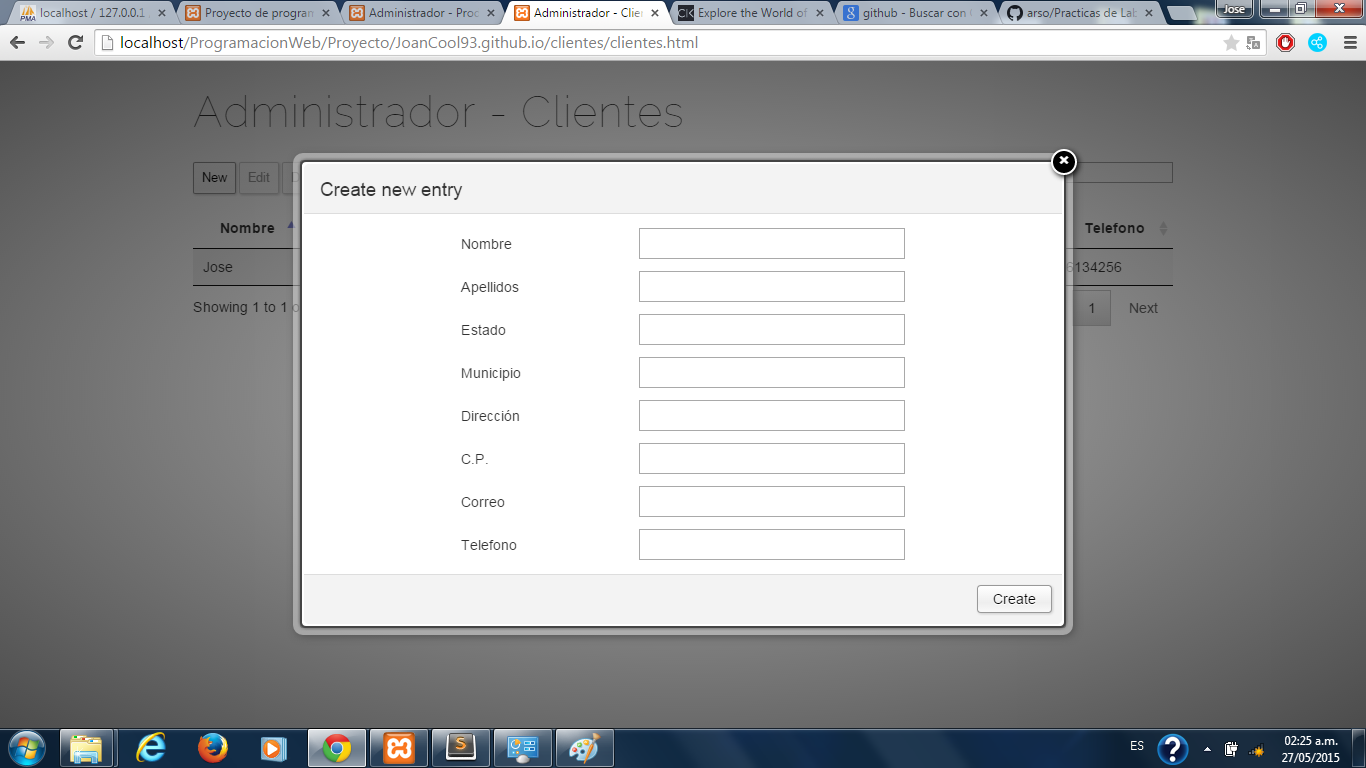 localhost / 127.0.0.1
Proyecto de program
Administrador - Proc
Administrador - Clie
Explore the World of
github - Buscar con
arso/Practicas de Lab
Jose
localhost/ProgramacionWeb/Proyecto/JoanCool93.github.io/clientes/clientes.html
Administrador - Clientes
New Edit
Create new entry
Nombre
Telefono
Jose
6134256
Showing 1 to 1
1 Next
Nombre
Apellidos
Estado
Municipio
Dirección
C.P.
Correo
Telefono
Create
ES
02:25 a.m.
27/05/2015